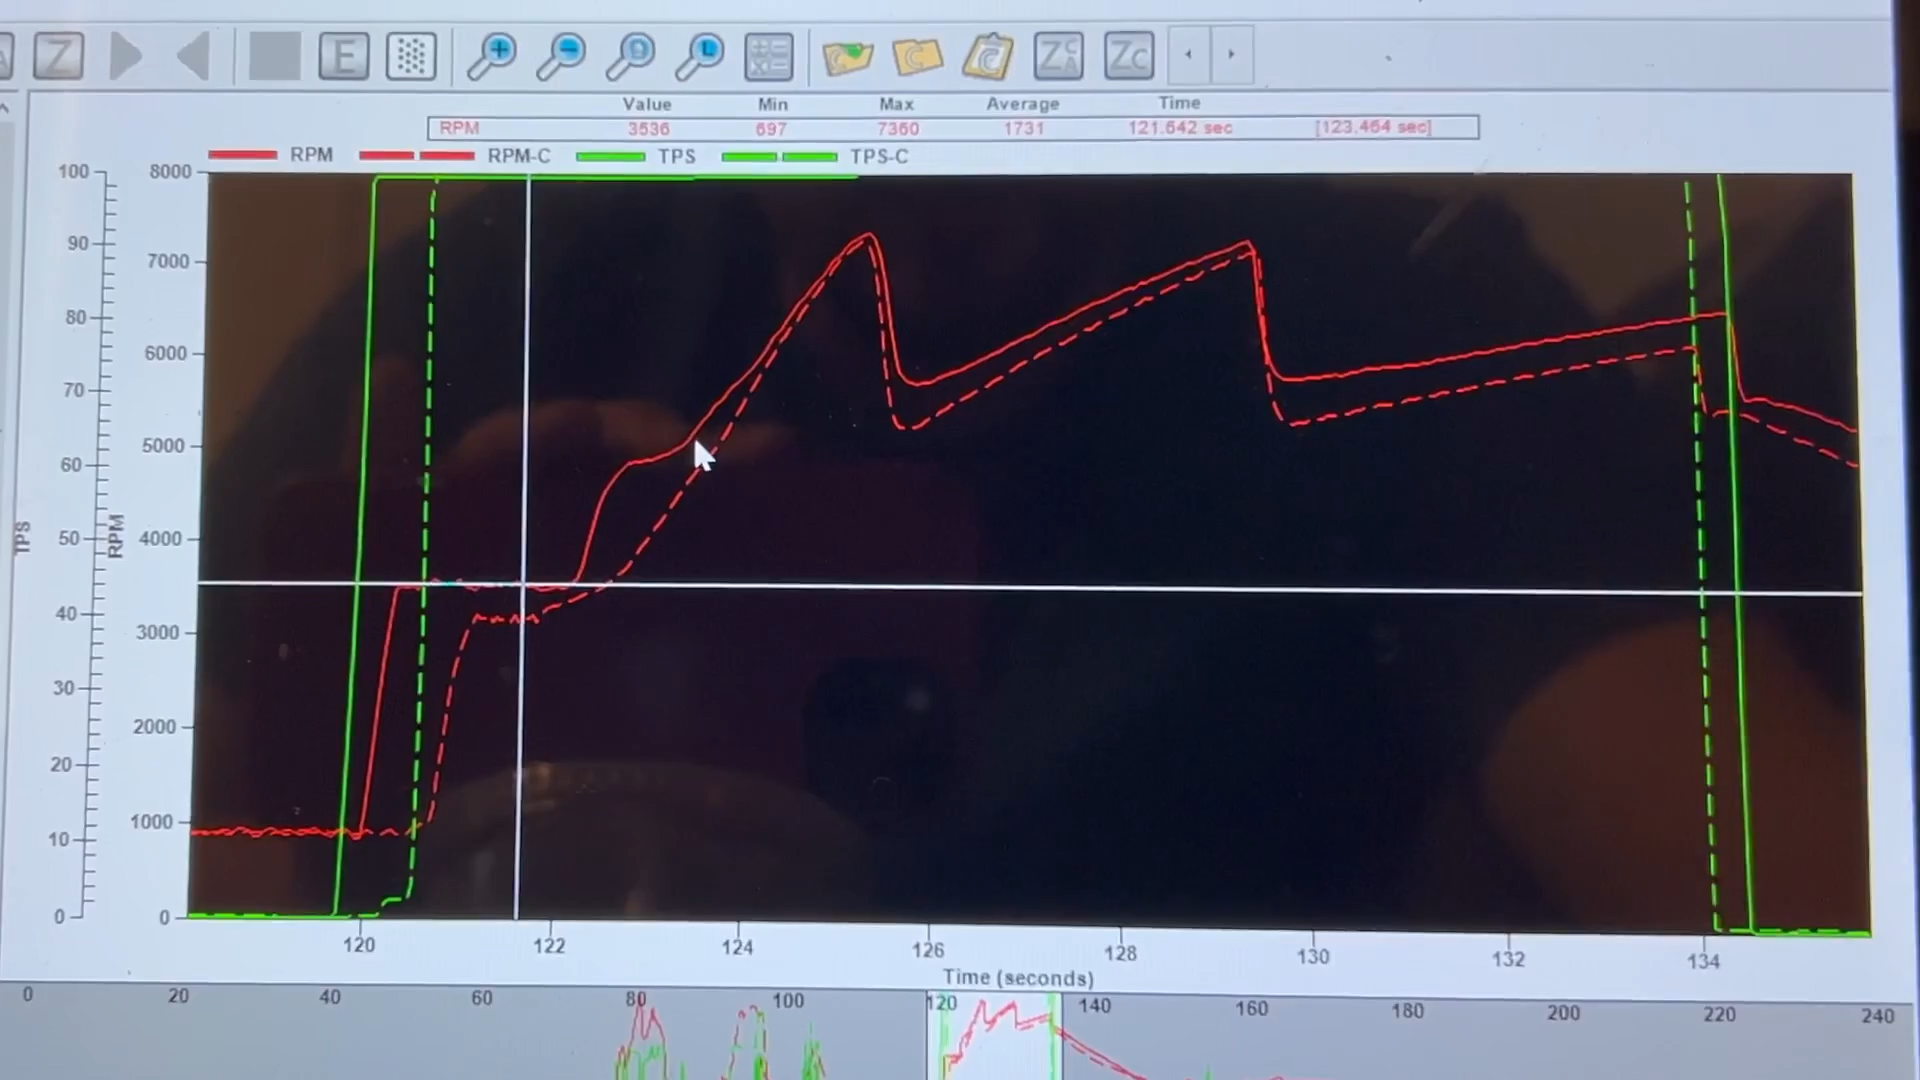 A Z E Z C A Z C
Value Min Max Average Time
RPM 3536 697 7360 1731 121.642 sec [123.464 sec]
RPM RPM-C TPS TPS-C
100 8000
90 7000
80 6000
70 5000
60
50 4000
40 3000
30 2000
20 1000
10
0 0
TPS
RPM
120 122 124 126 128 130 132 134
Time (seconds)
0 20 40 60 80 100 120 140 160 180 200 220 240